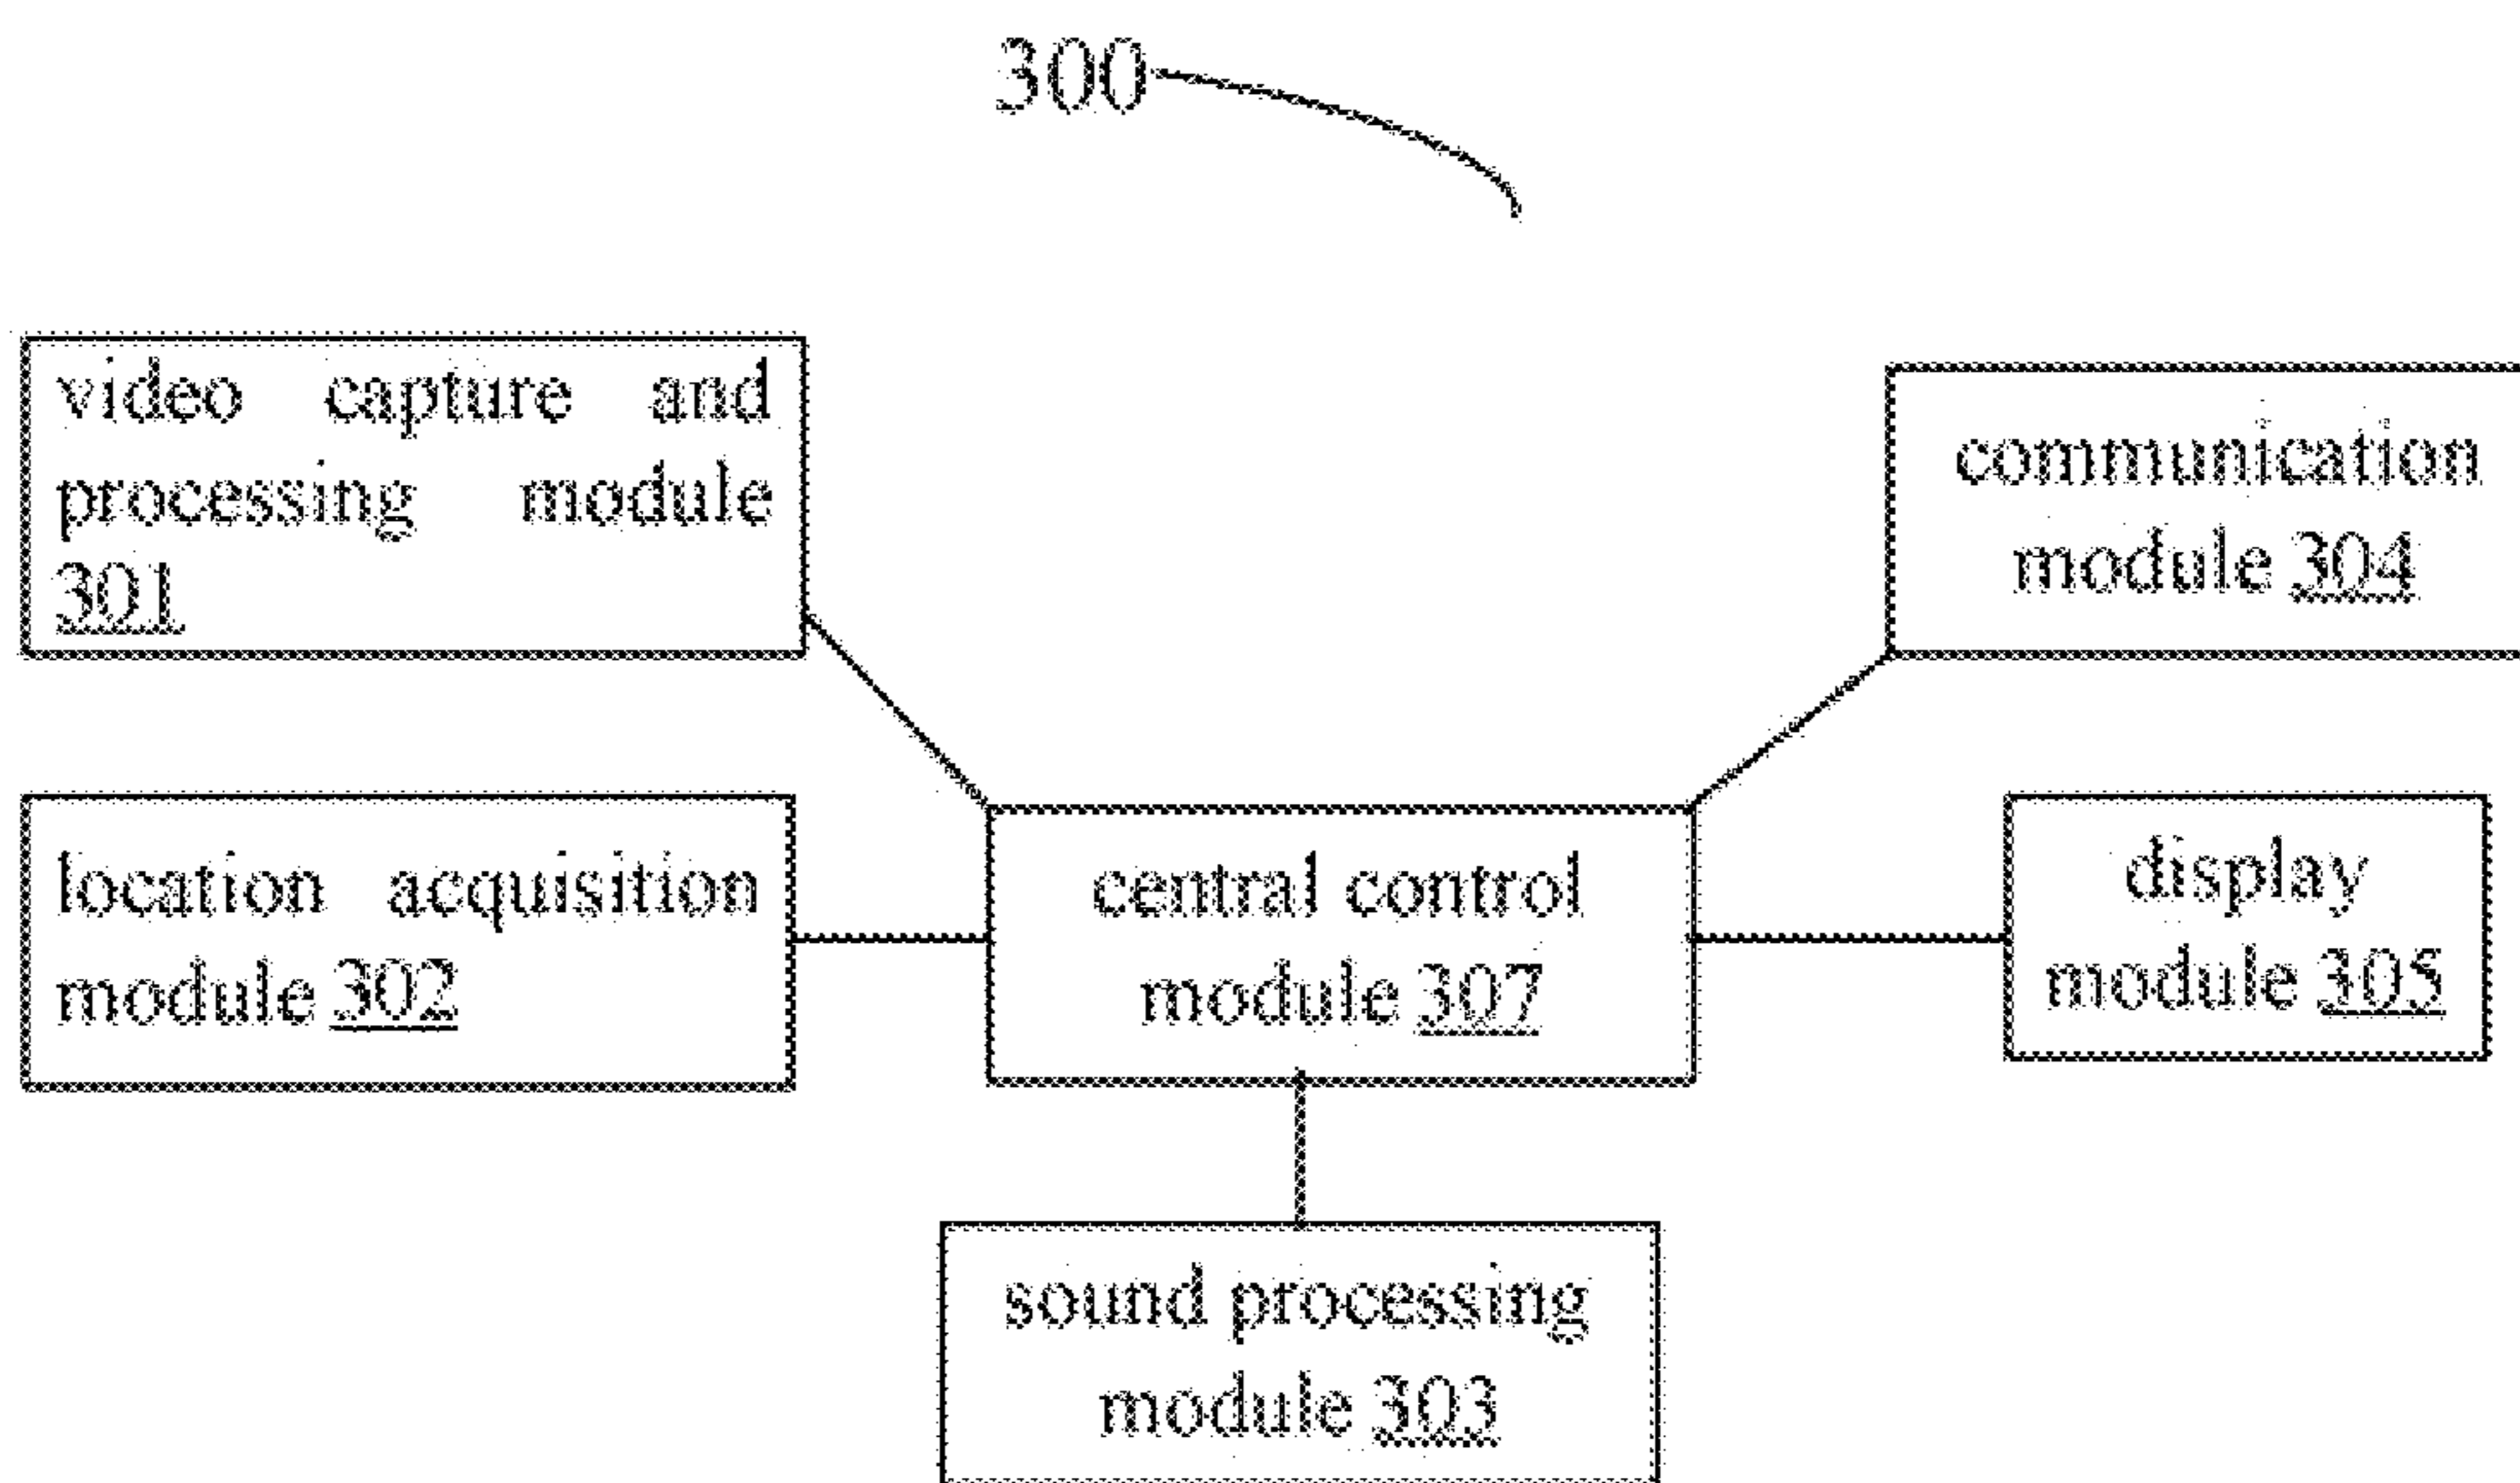 300
video capture and
processing module
301
communication
module 304
location acquisition
module 302
central control
module 307
display
module 305
sound processing
module 303